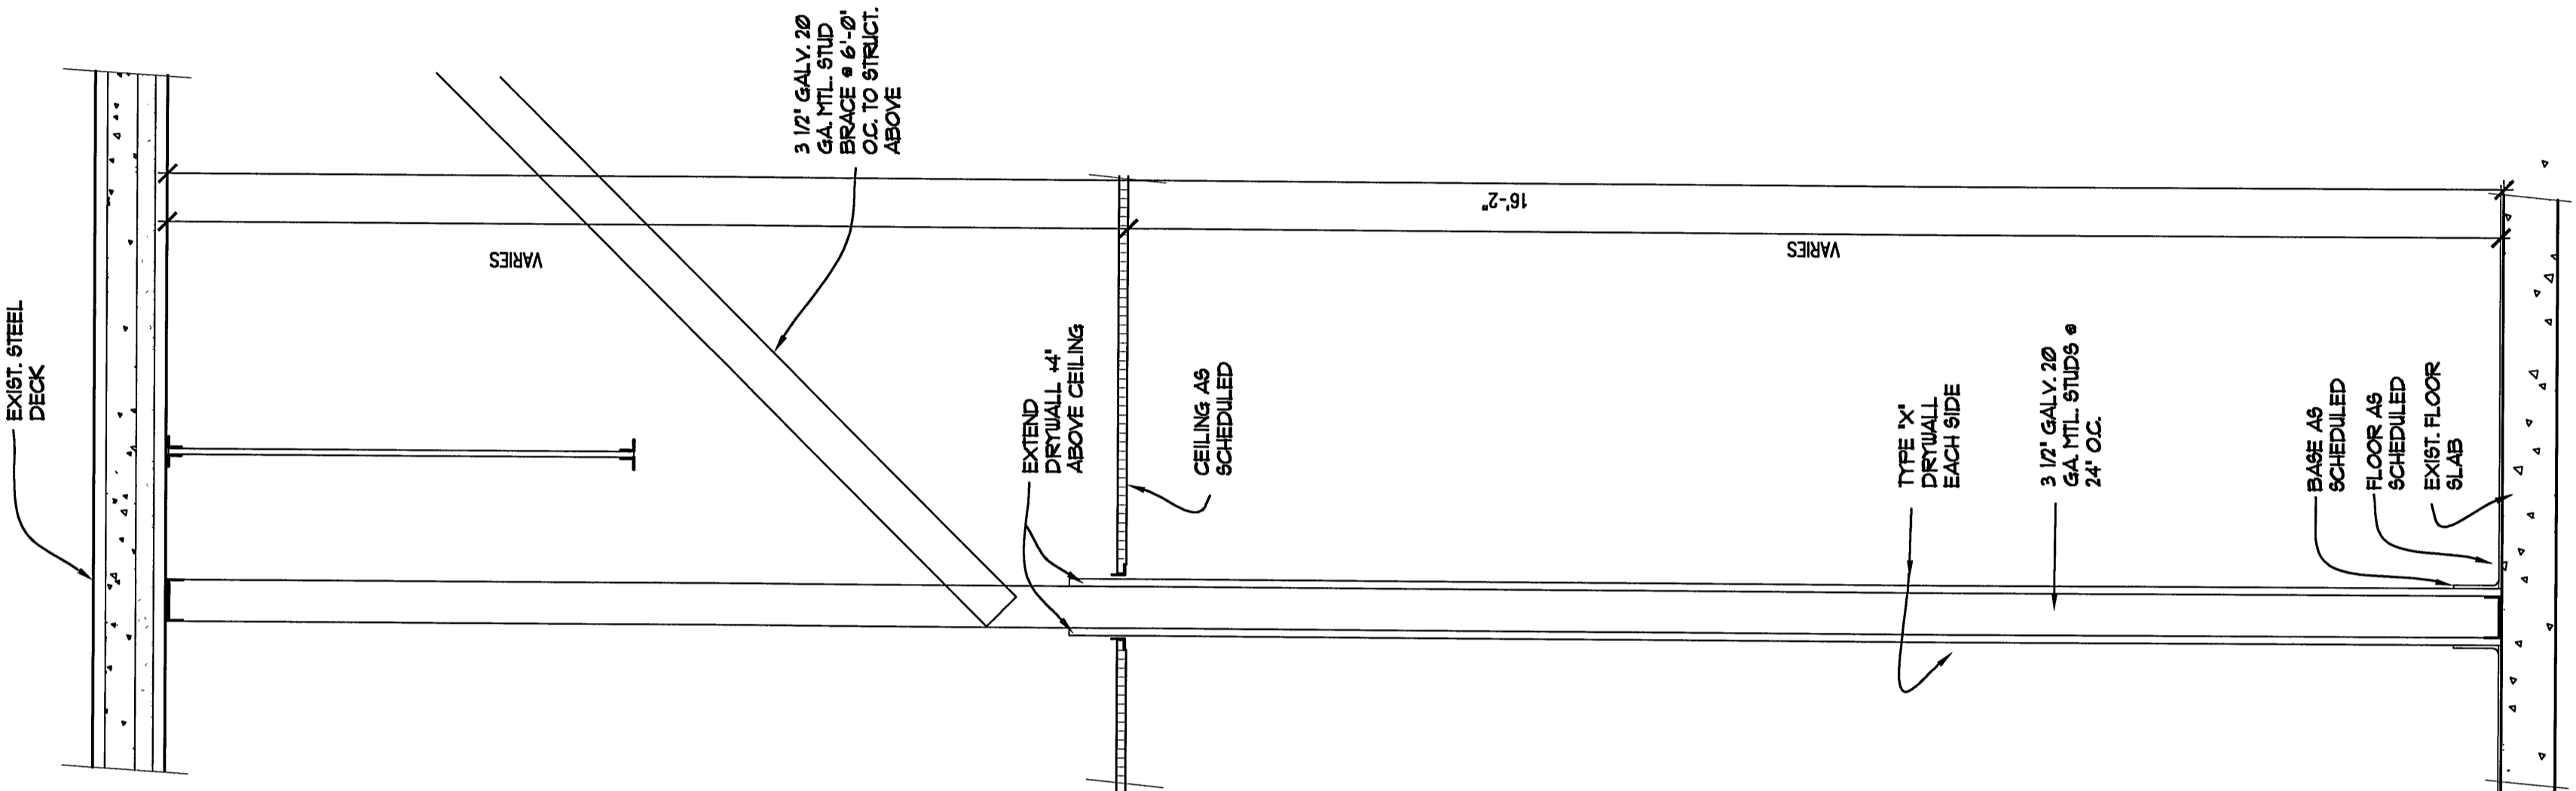 EXIST. STEEL
DECK
3 1/2" GALV. 20
GA. MTL. STUD
BRACE @ 6'-0"
O.C. TO STRUCT.
ABOVE
VARIES
16'-2"
VARIES
EXTEND
DRYWALL +4"
ABOVE CEILING
CEILING AS
SCHEDULED
TYPE 'X'
DRYWALL
EACH SIDE
3 1/2" GALV. 20
GA. MTL. STUDS @
24" O.C.
BASE AS
SCHEDULED
FLOOR AS
SCHEDULED
EXIST. FLOOR
SLAB